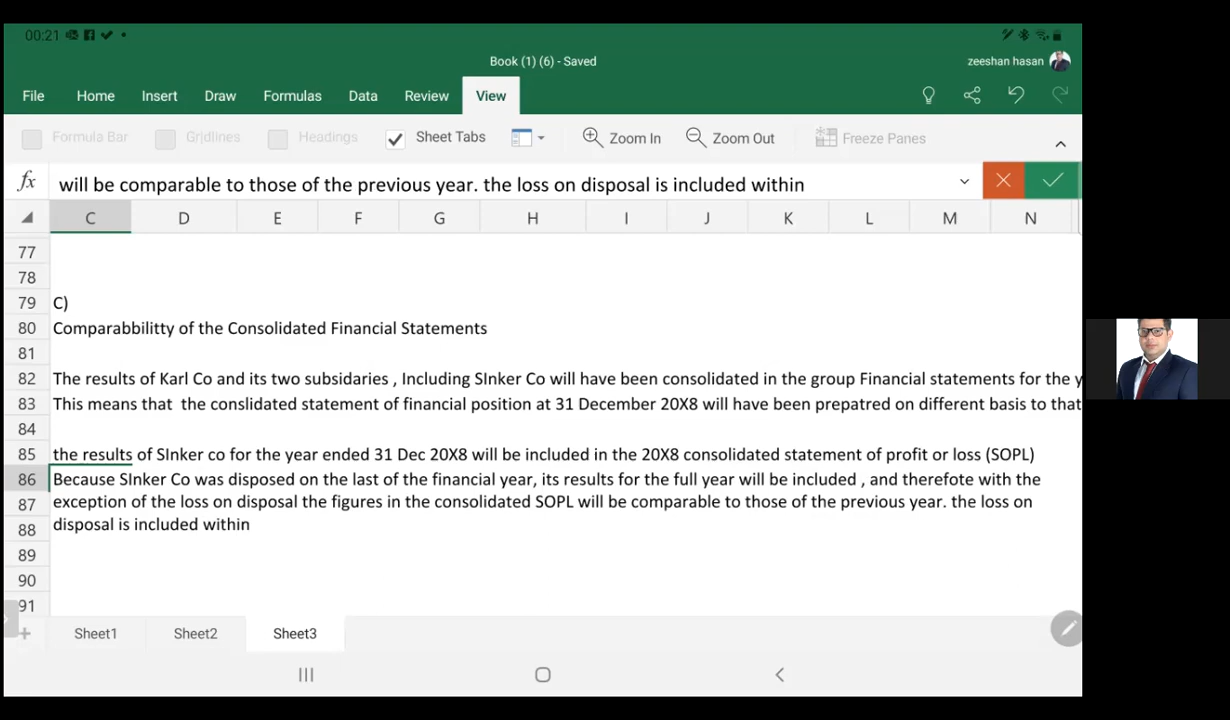 00:21
Book (1) (6) - Saved
zeeshan hasan
File Home Insert Draw Formulas Data Review View
Formula Bar Gridlines Headings Sheet Tabs Zoom In Zoom Out Freeze Panes
fx will be comparable to those of the previous year. the loss on disposal is included within
C D E F G H I J K L M N
77
78
79 C)
80 Comparabbilitty of the Consolidated Financial Statements
81
82 The results of Karl Co and its two subsidaries , Including SInker Co will have been consolidated in the group Financial statements for the y
83 This means that the conslidated statement of financial position at 31 December 20X8 will have been prepatred on different basis to that
84
85 the results of SInker co for the year ended 31 Dec 20X8 will be included in the 20X8 consolidated statement of profit or loss (SOPL)
86 Because SInker Co was disposed on the last of the financial year, its results for the full year will be included , and therefote with the
87 exception of the loss on disposal the figures in the consolidated SOPL will be comparable to those of the previous year. the loss on
88 disposal is included within
89
90
91
Sheet1 Sheet2 Sheet3